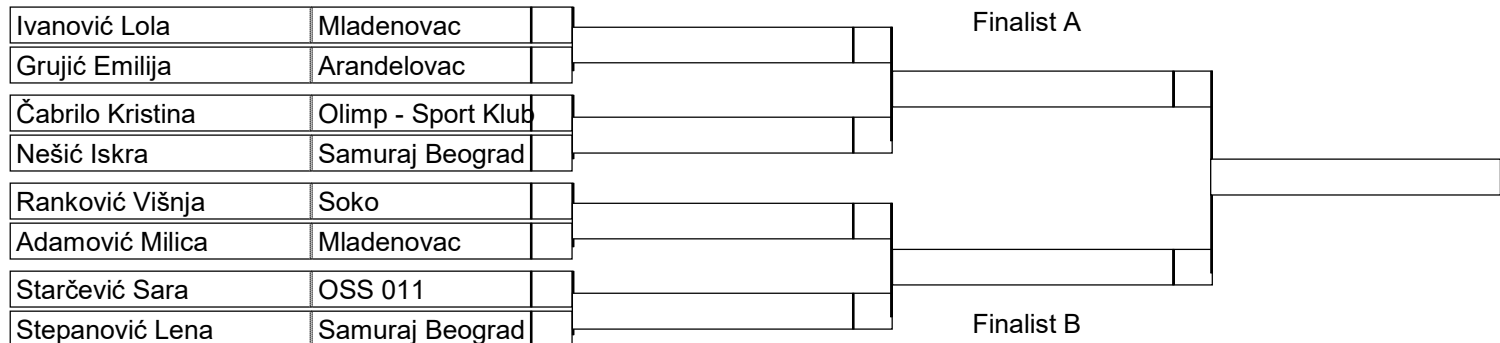 Ivanović Lola Mladenovac
Finalist A
Grujić Emilija Arandelovac
Čabrilo Kristina Olimp - Sport Klub
Nešić Iskra Samuraj Beograd
Ranković Višnja Soko
Adamović Milica Mladenovac
Starčević Sara OSS 011
Stepanović Lena Samuraj Beograd
Finalist B